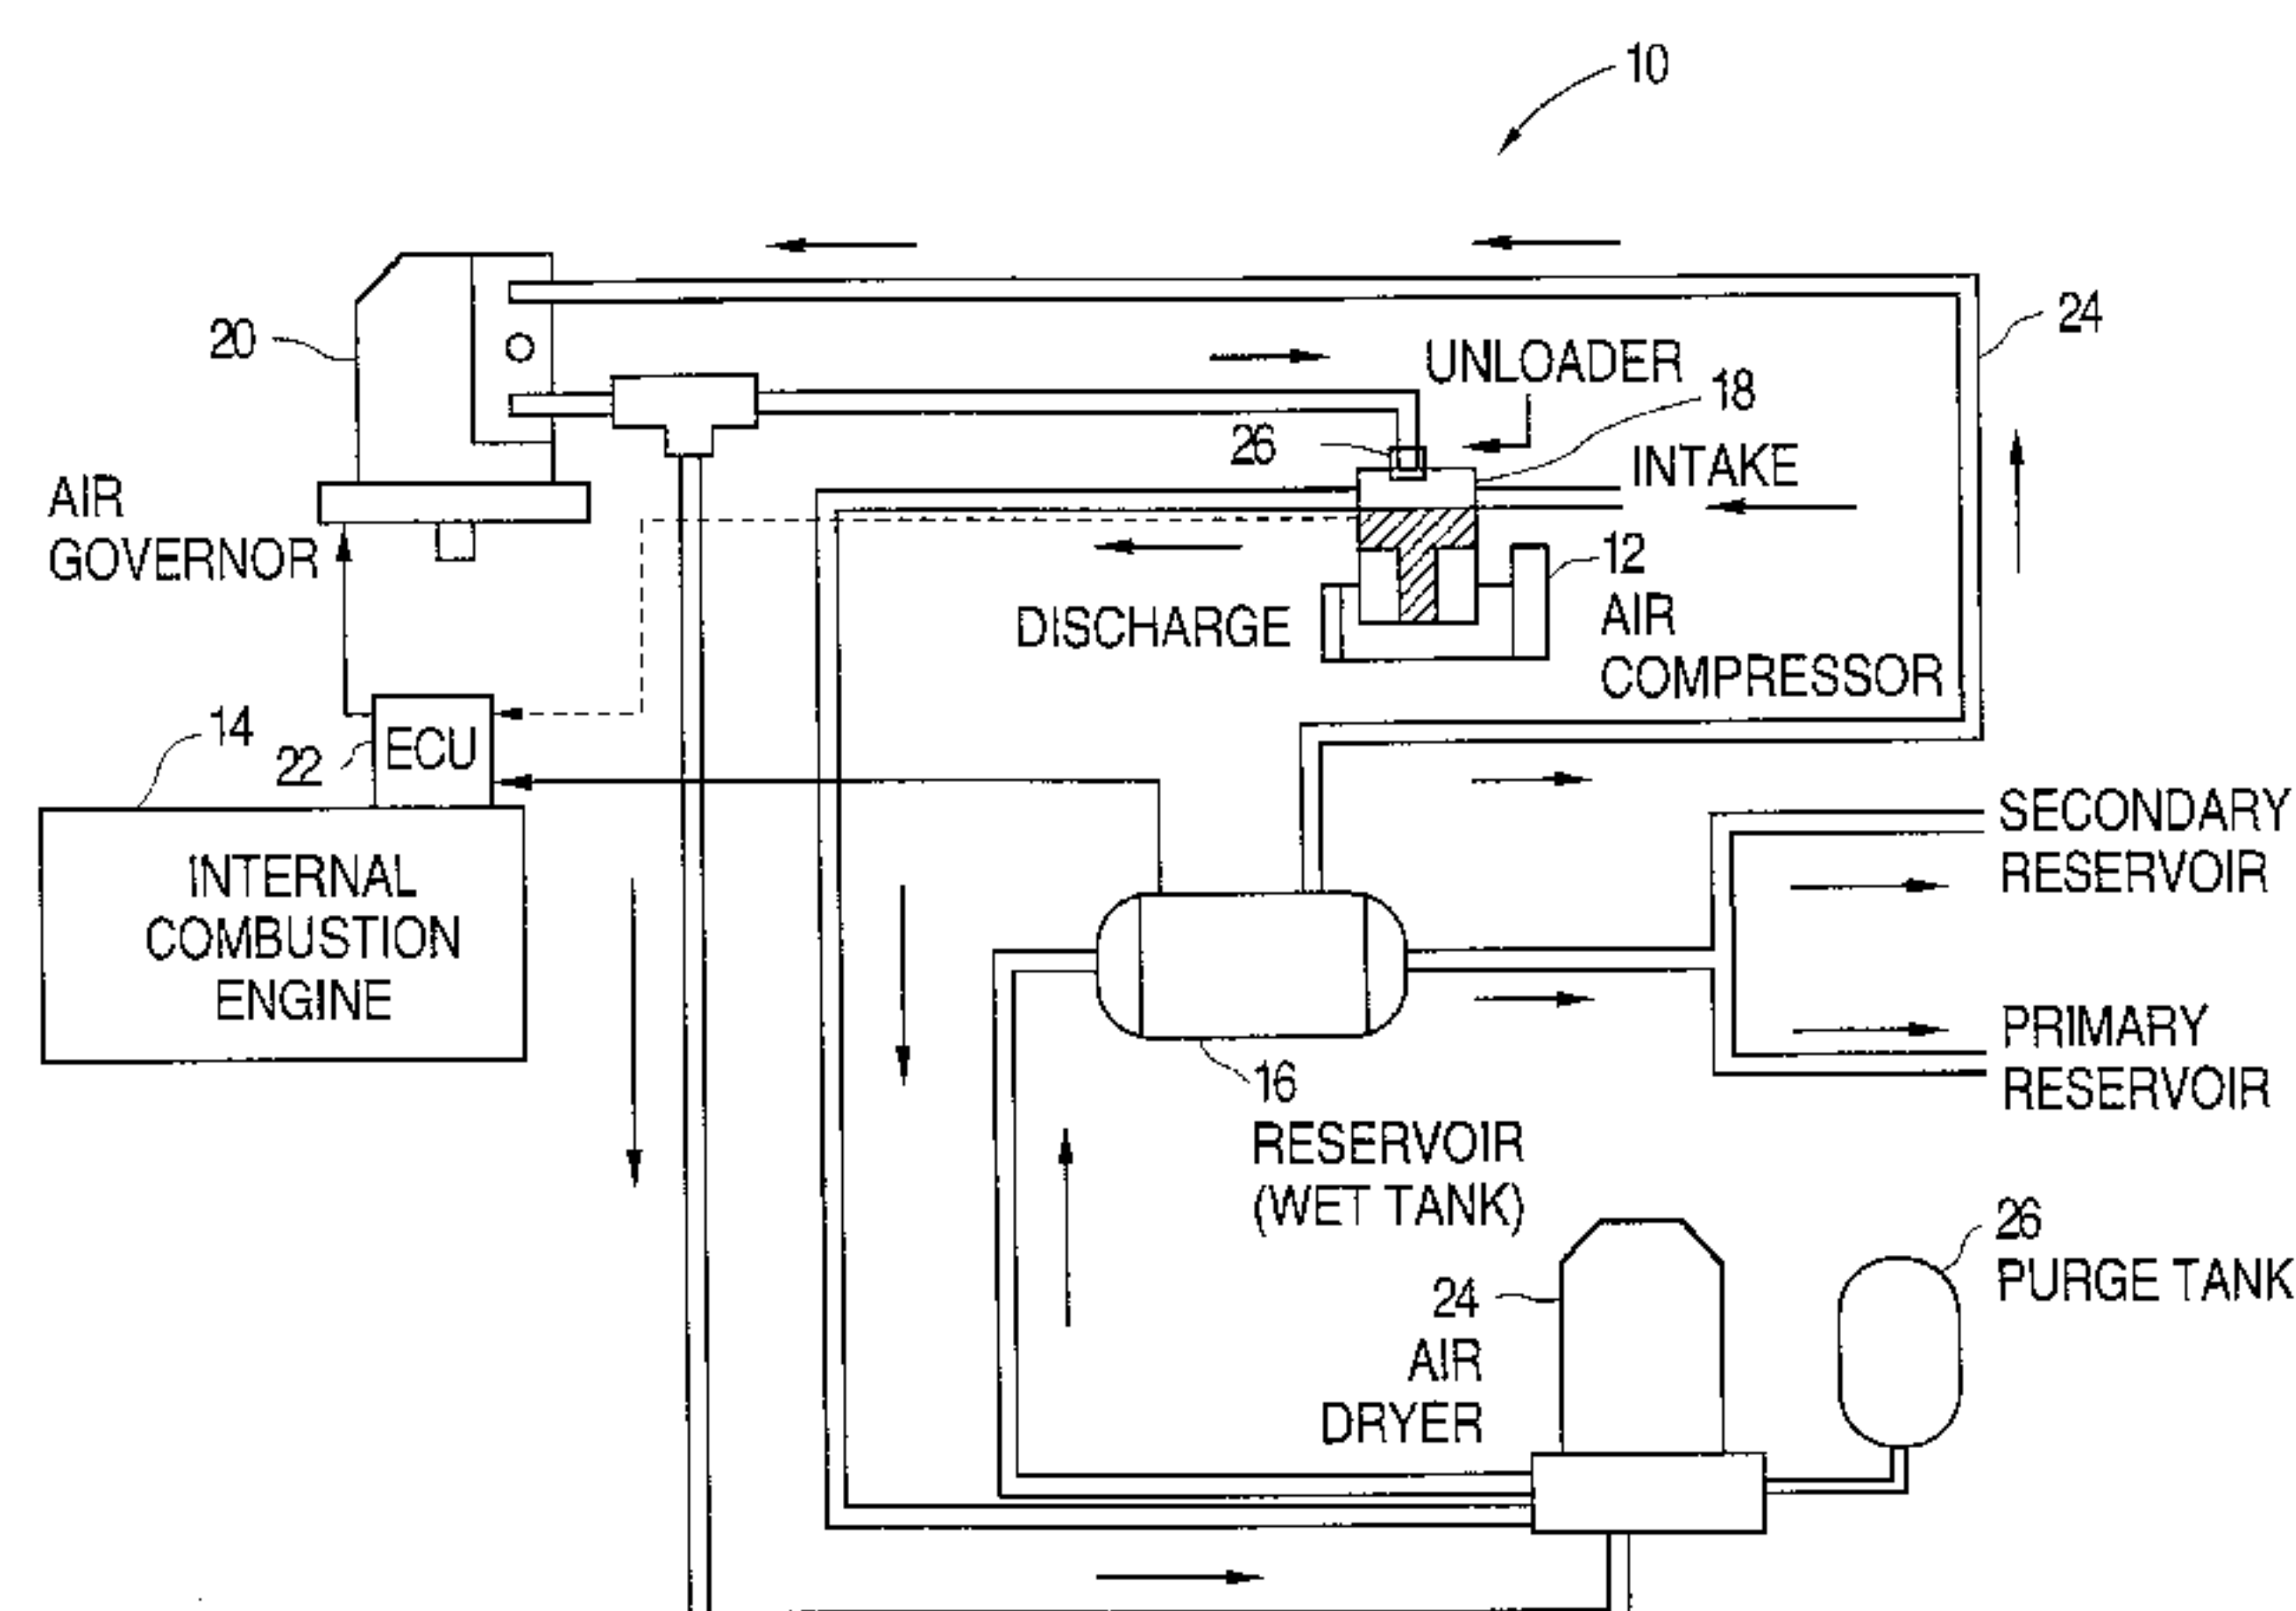 10
20
24
UNLOADER
18
26
INTAKE
AIR
GOVERNOR
12
AIR
COMPRESSOR
DISCHARGE
14
22
ECU
INTERNAL
COMBUSTION
ENGINE
SECONDARY
RESERVOIR
PRIMARY
RESERVOIR
16
RESERVOIR
(WET TANK)
26
PURGE TANK
24
AIR
DRYER